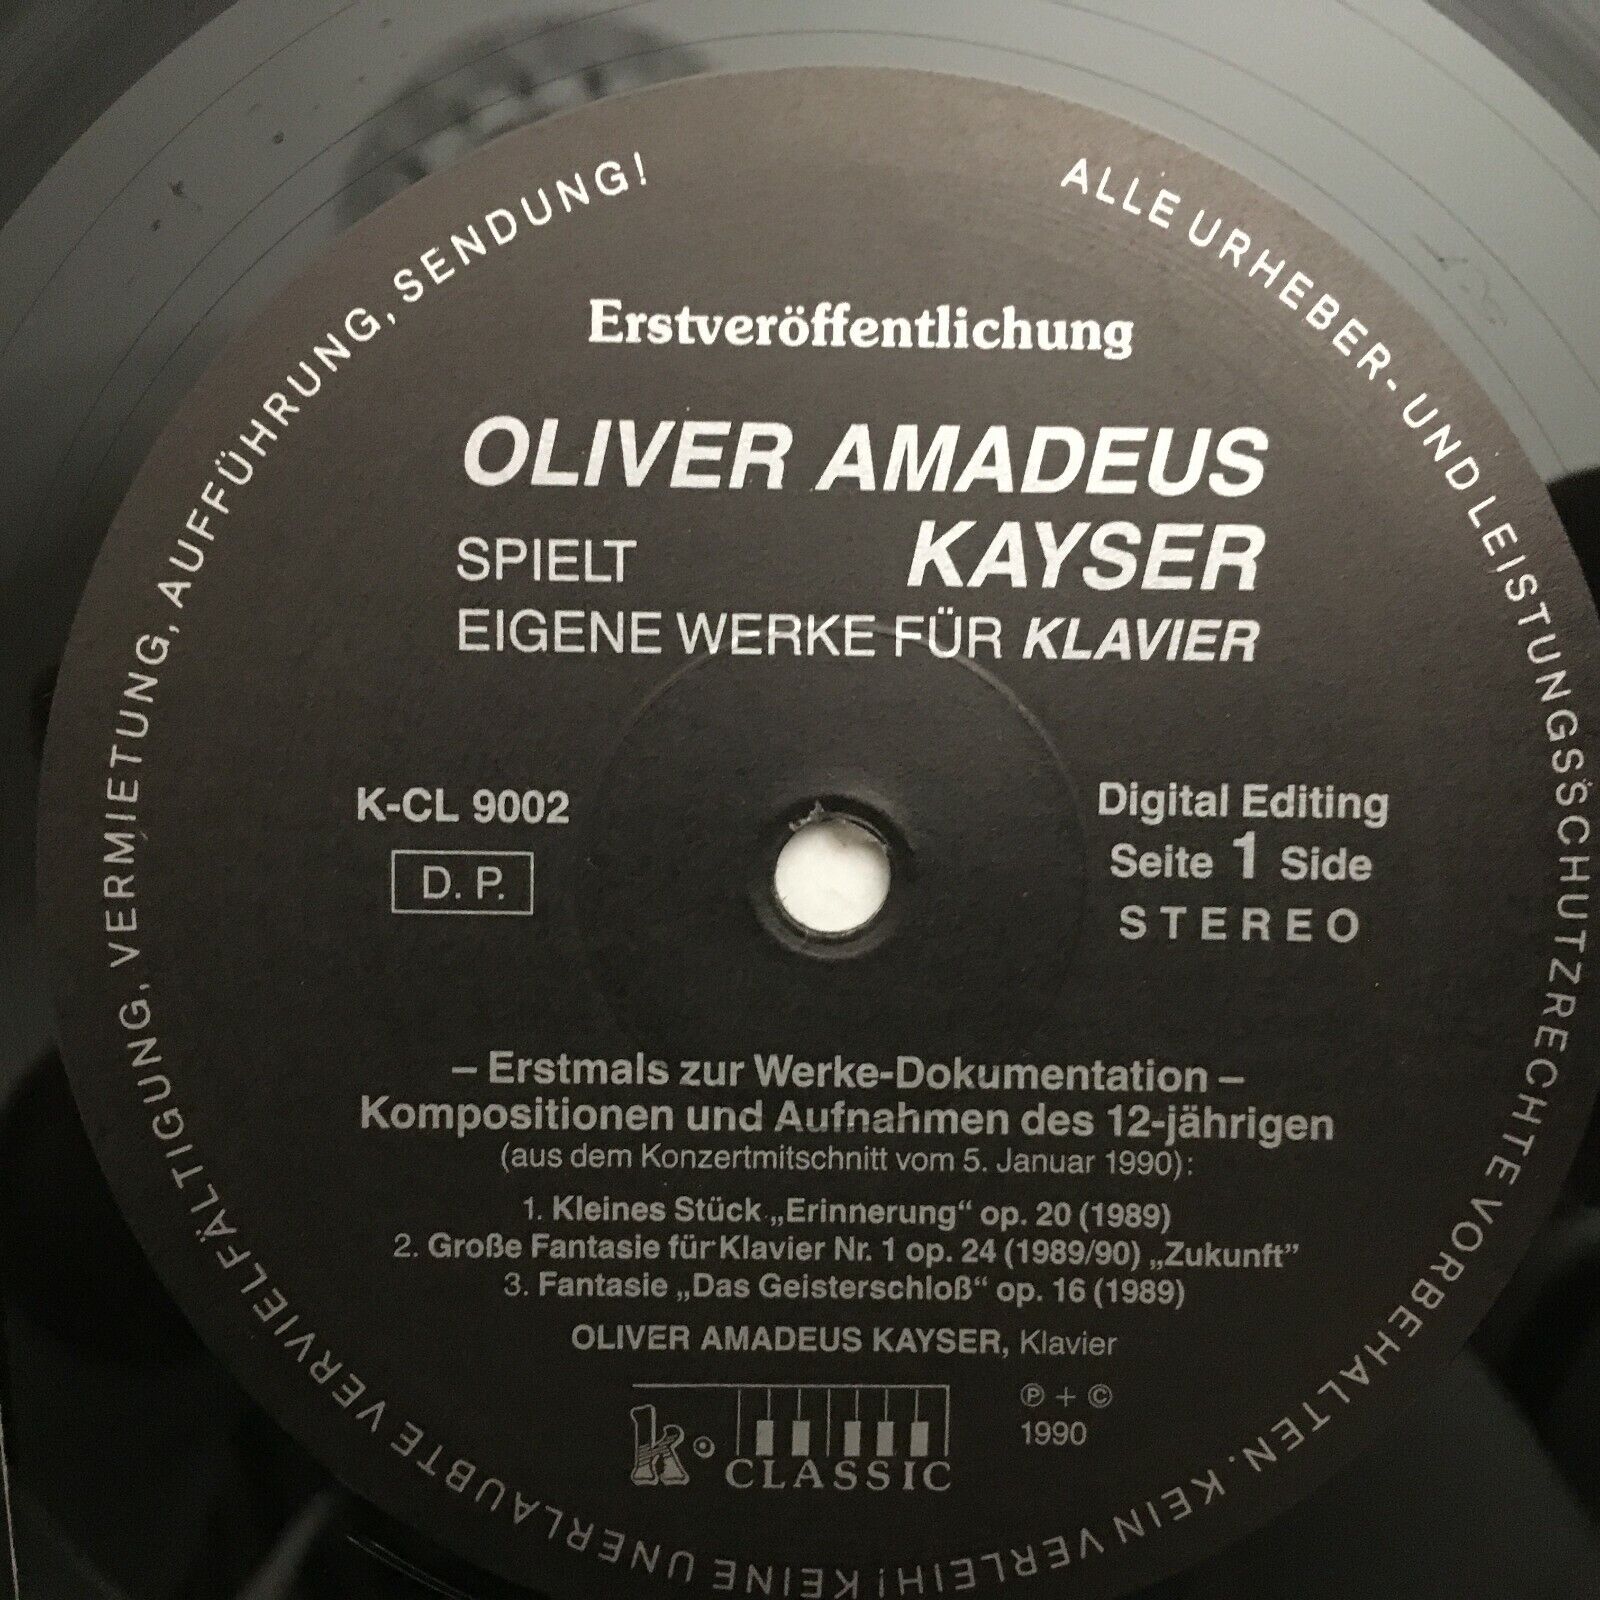 ALLE URHEBER- UND LEISTUNGSSCHUTZRECHTE VORBEHALTEN. KEIN VERLEIH! KEINE UNERLAUBTE VERVIELFÄLTIGUNG, VERMIETUNG, AUFFÜHRUNG, SENDUNG!
Erstveröffentlichung
OLIVER AMADEUS
SPIELT KAYSER
EIGENE WERKE FÜR KLAVIER
K-CL 9002
D. P.
Digital Editing
Seite 1 Side
STEREO
– Erstmals zur Werke-Dokumentation –
Kompositionen und Aufnahmen des 12-jährigen
(aus dem Konzertmitschnitt vom 5. Januar 1990):
1. Kleines Stück „Erinnerung“ op. 20 (1989)
2. Große Fantasie für Klavier Nr. 1 op. 24 (1989/90) „Zukunft”
3. Fantasie „Das Geisterschloß“ op. 16 (1989)
OLIVER AMADEUS KAYSER, Klavier
k.
CLASSIC
℗ + ©
1990